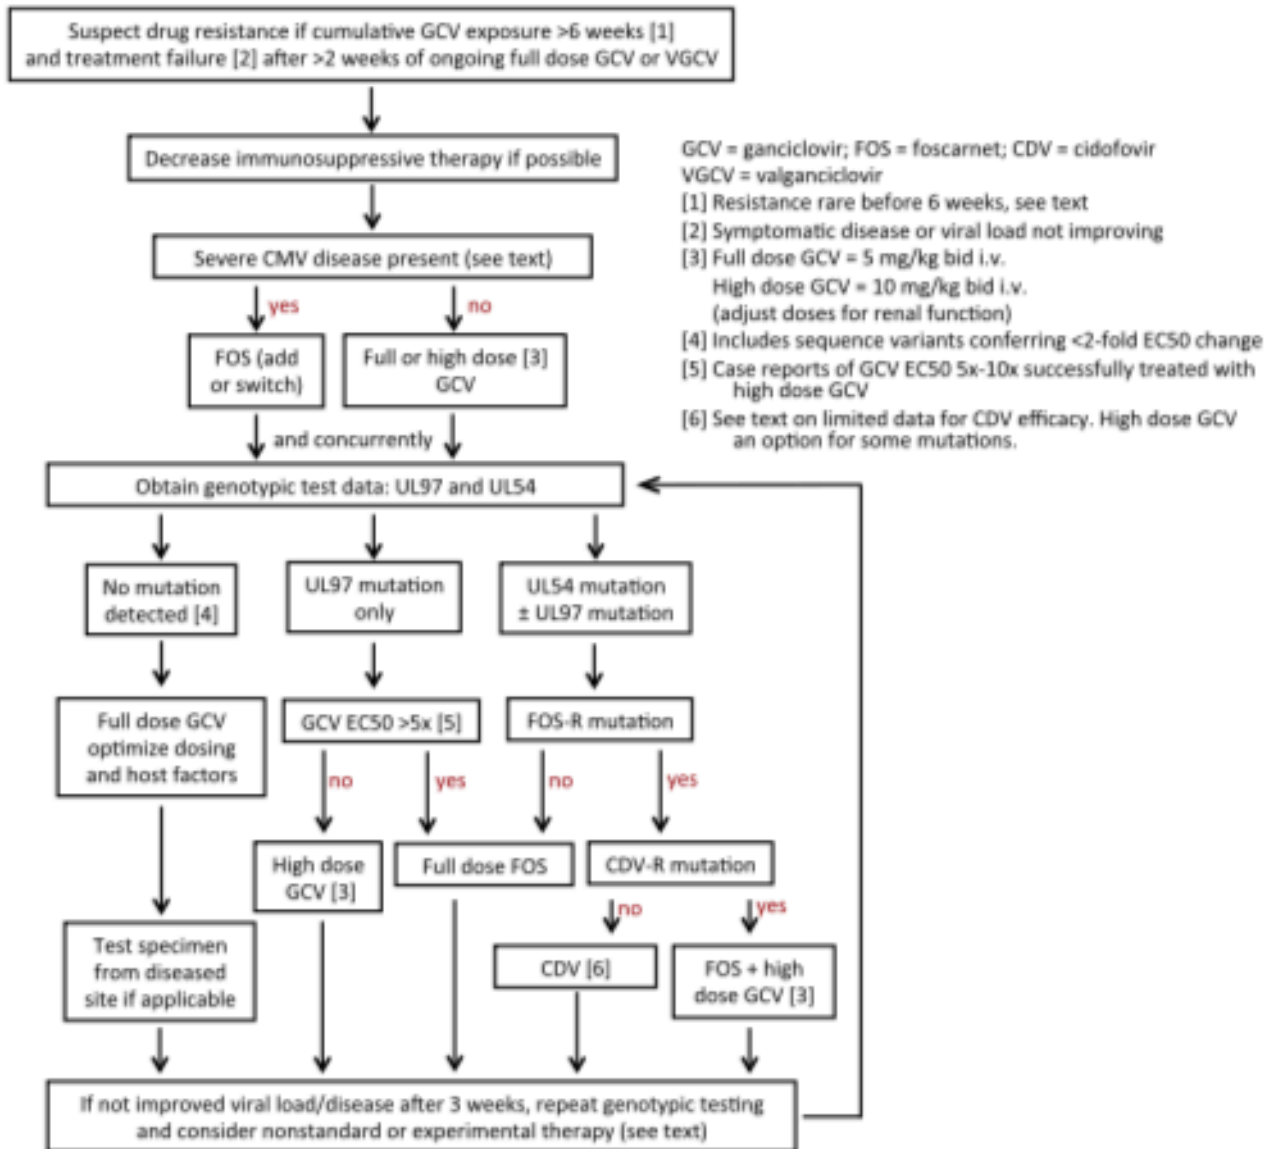 Suspect drug resistance if cumulative GCV exposure >6 weeks [1]
and treatment failure [2] after >2 weeks of ongoing full dose GCV or VGCV
Decrease immunosuppressive therapy if possible
GCV = ganciclovir; FOS = foscarnet; CDV = cidofovir
VGCV = valganciclovir
[1] Resistance rare before 6 weeks, see text
[2] Symptomatic disease or viral load not improving
[3] Full dose GCV = 5 mg/kg bid i.v.
High dose GCV = 10 mg/kg bid i.v.
(adjust doses for renal function)
[4] Includes sequence variants conferring <2-fold EC50 change
[5] Case reports of GCV EC50 5x-10x successfully treated with
high dose GCV
[6] See text on limited data for CDV efficacy. High dose GCV
an option for some mutations.
Severe CMV disease present (see text)
yes
no
FOS (add
or switch)
Full or high dose [3]
GCV
and concurrently
Obtain genotypic test data: UL97 and UL54
No mutation
detected [4]
UL97 mutation
only
UL54 mutation
± UL97 mutation
Full dose GCV
optimize dosing
and host factors
GCV EC50 >5x [5]
FOS-R mutation
no
yes
no
yes
High dose
GCV [3]
Full dose FOS
CDV-R mutation
no
yes
Test specimen
from diseased
site if applicable
CDV [6]
FOS + high
dose GCV [3]
If not improved viral load/disease after 3 weeks, repeat genotypic testing
and consider nonstandard or experimental therapy (see text)